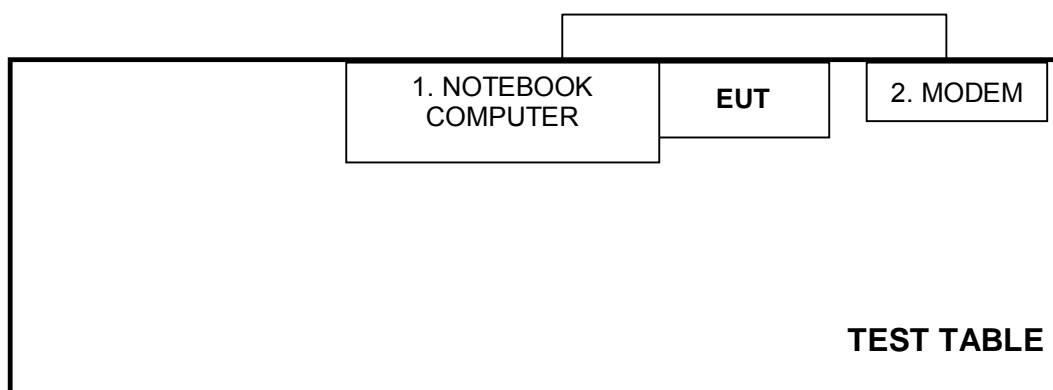 1. NOTEBOOK
COMPUTER
EUT
2. MODEM
TEST TABLE